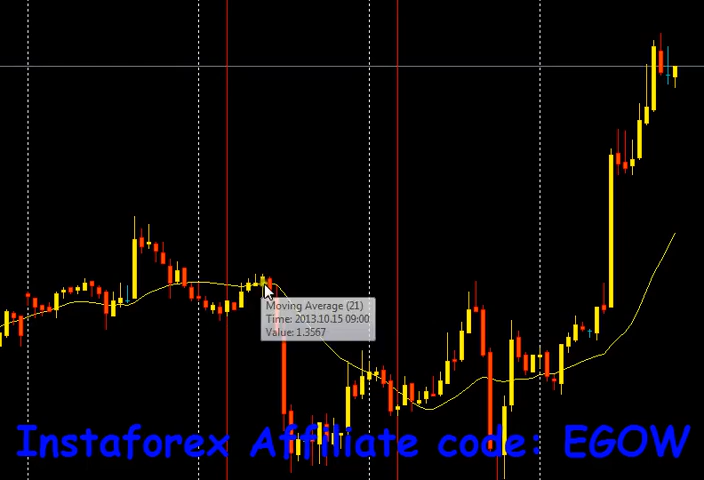 Moving Average (21)
Time: 2013.10.15 09:00
Value: 1.3567
Instaforex Affiliate code: EGOW